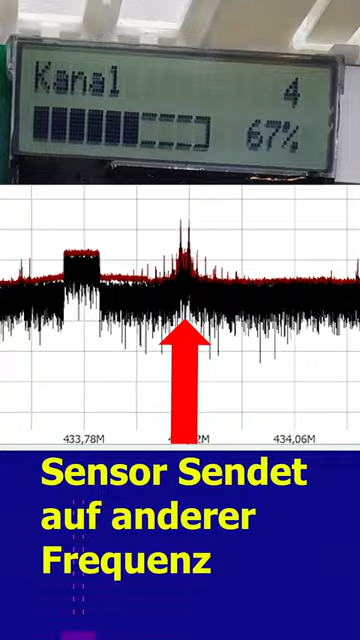 Kanal 4
67%
433,78M
434,06M
Sensor Sendet
auf anderer
Frequenz